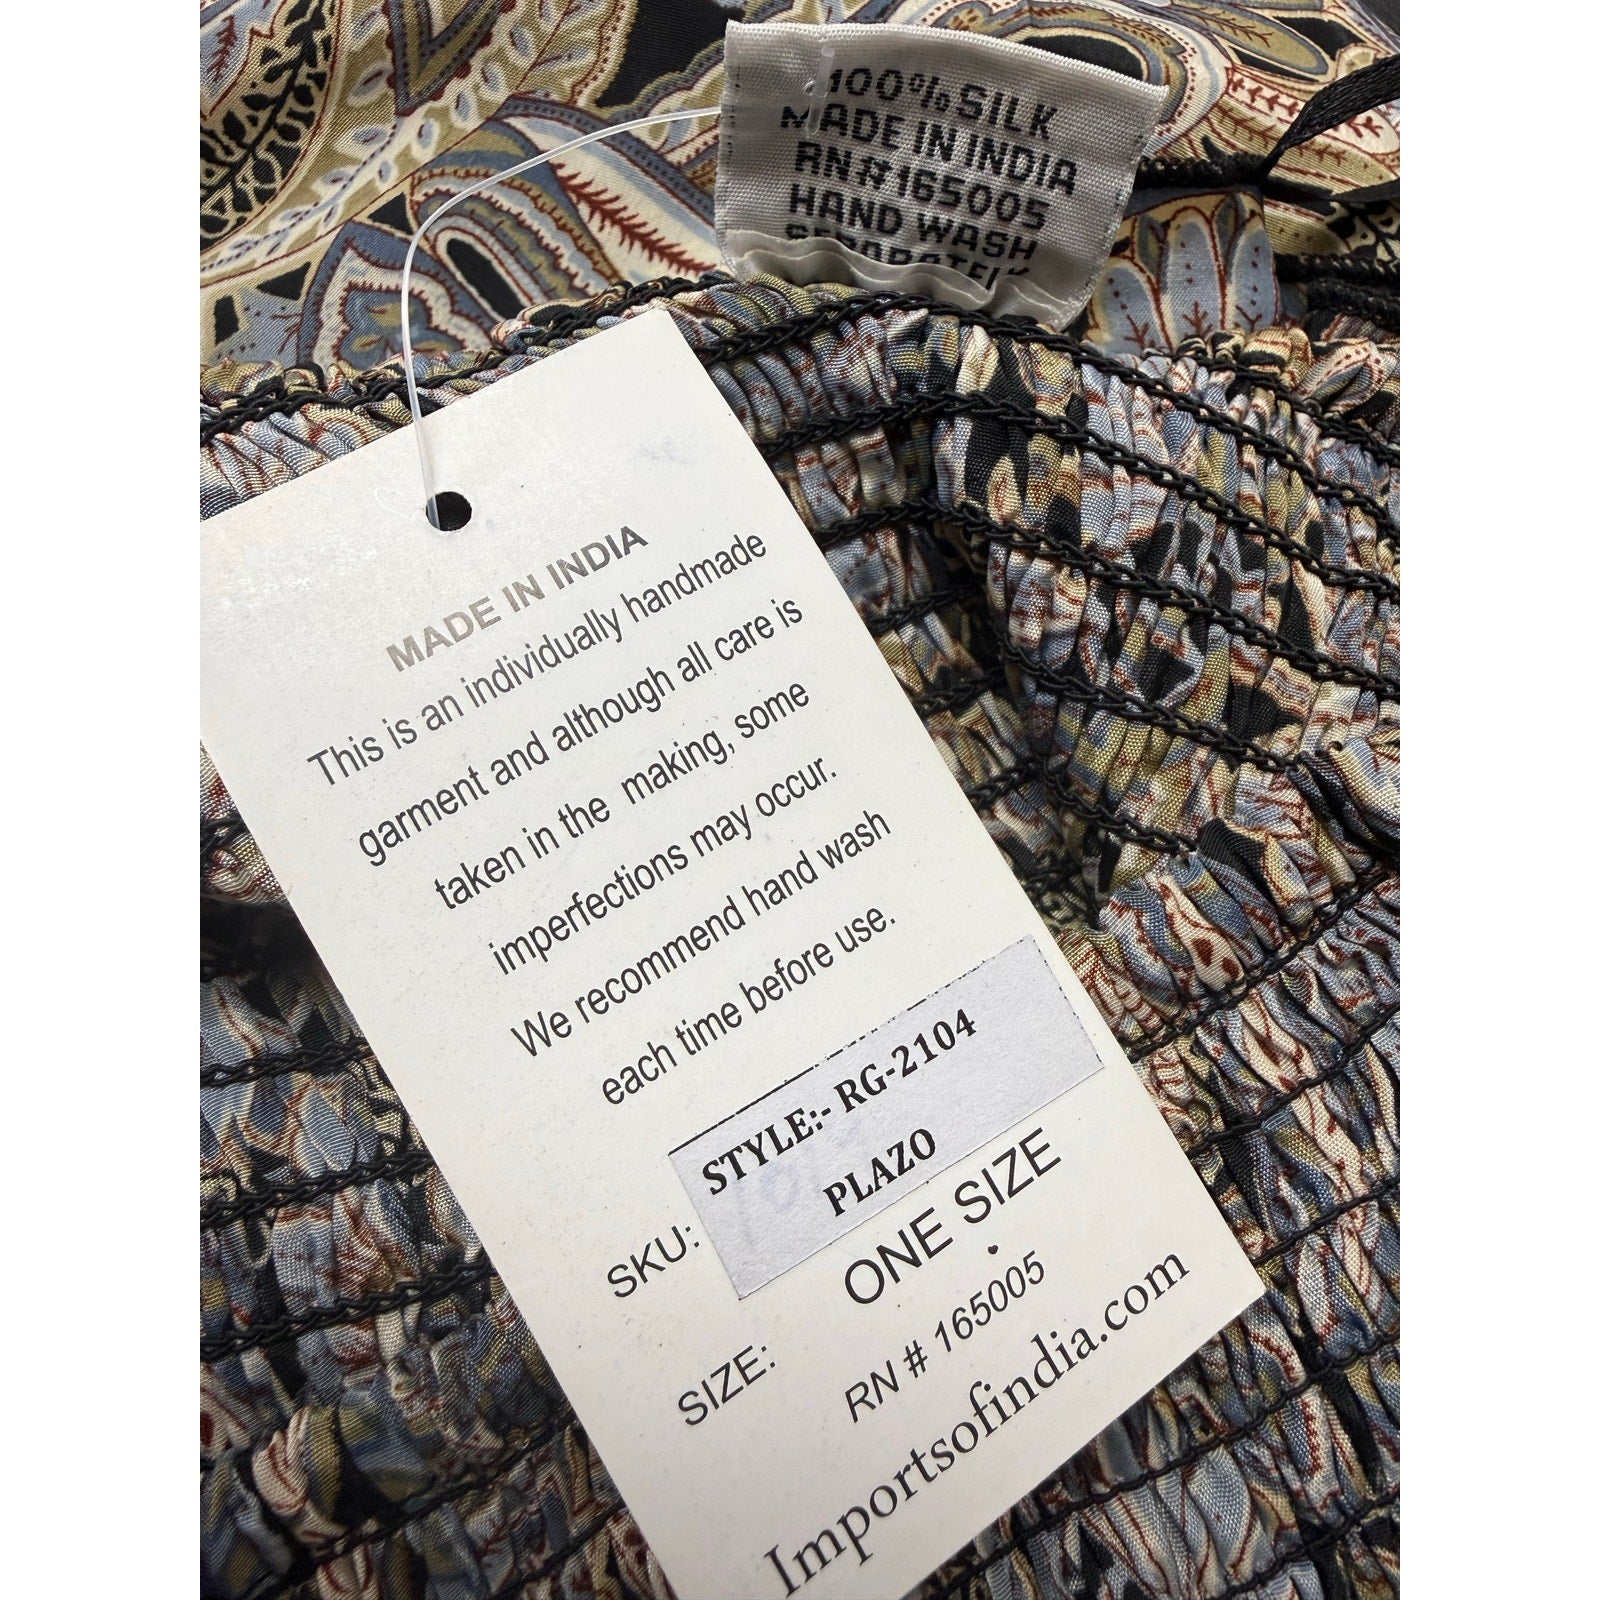 100% SILK
MADE IN INDIA
RN# 165005
HAND WASH
SEPARATELY
MADE IN INDIA
This is an individually handmade
garment and although all care is
taken in the making, some
imperfections may occur.
We recommend hand wash
each time before use.
STYLE:- RG-2104
PLAZO
SKU:
ONE SIZE
SIZE:
RN # 165005
Importsofindia.com